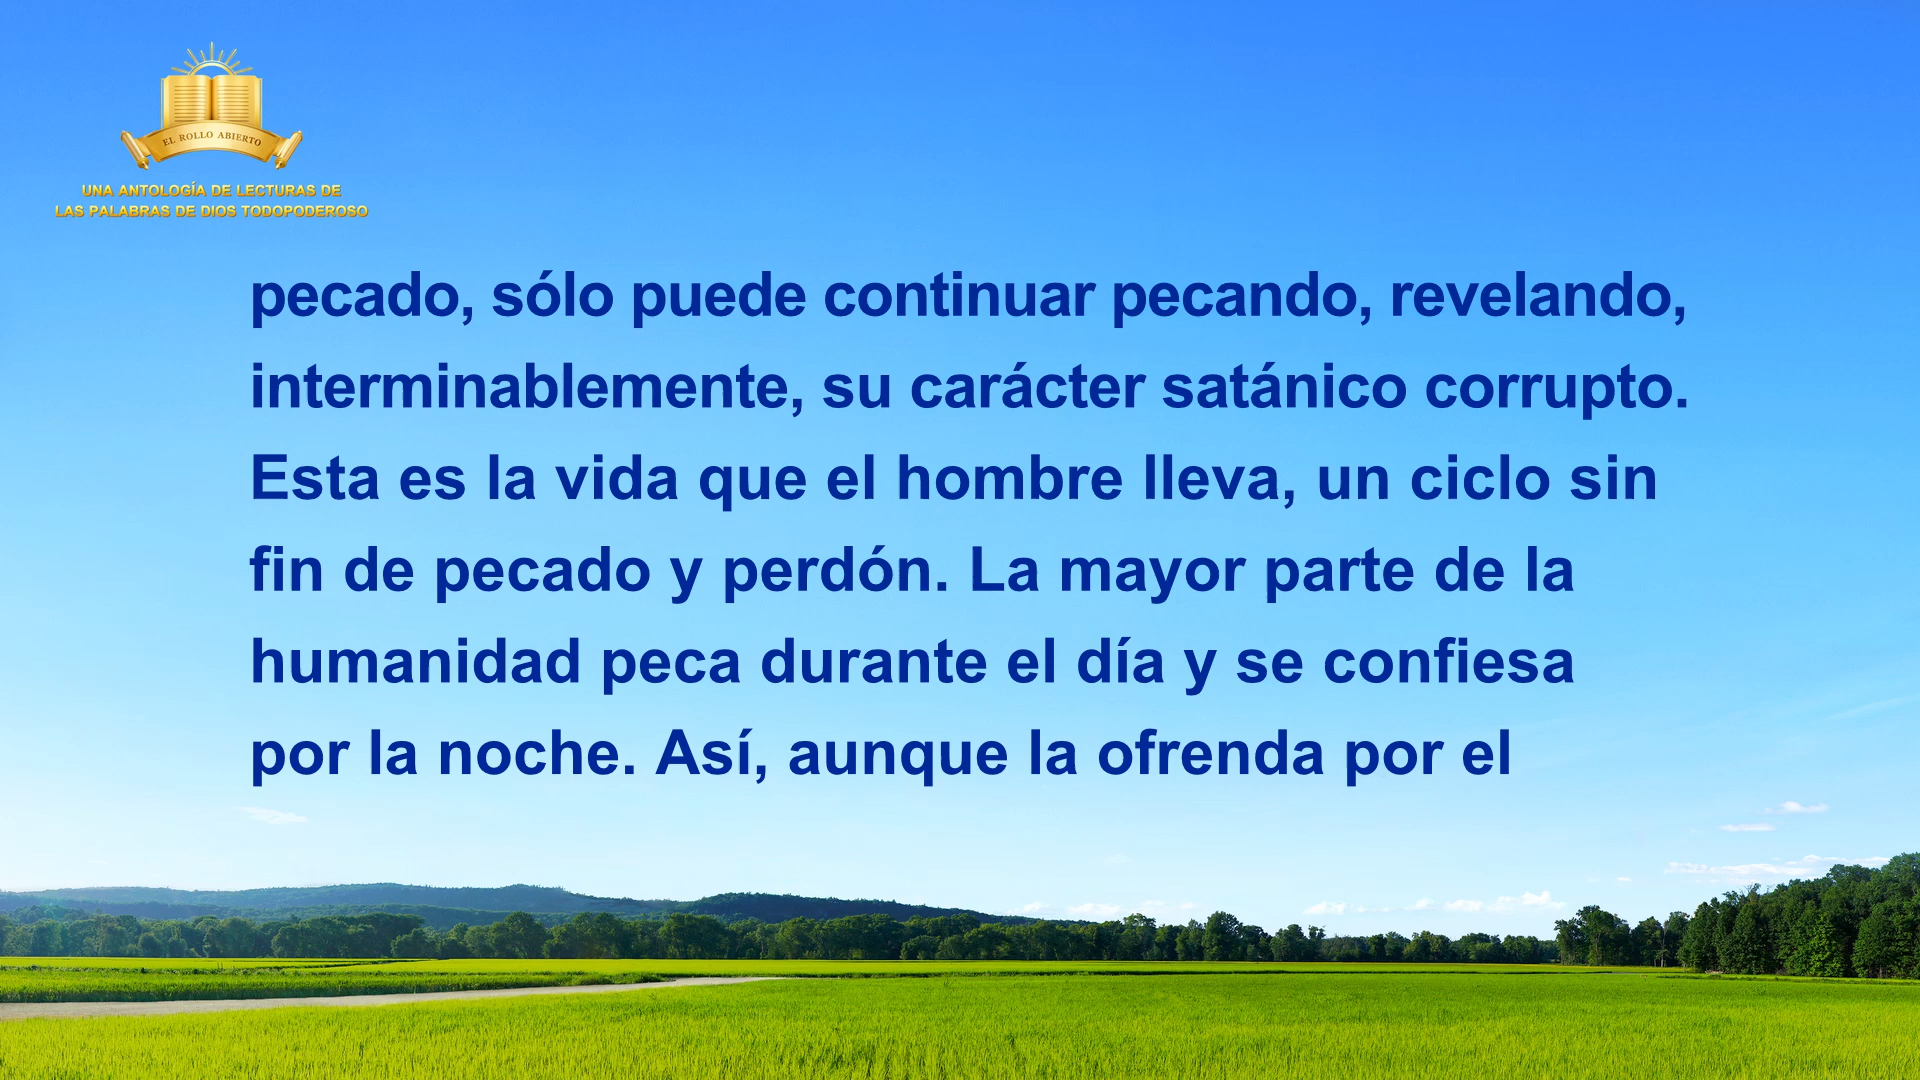 EL ROLLO ABIERTO
UNA ANTOLOGÍA DE LECTURAS DE
LAS PALABRAS DE DIOS TODOPODEROSO
pecado, sólo puede continuar pecando, revelando,
interminablemente, su carácter satánico corrupto.
Esta es la vida que el hombre lleva, un ciclo sin
fin de pecado y perdón. La mayor parte de la
humanidad peca durante el día y se confiesa
por la noche. Así, aunque la ofrenda por el